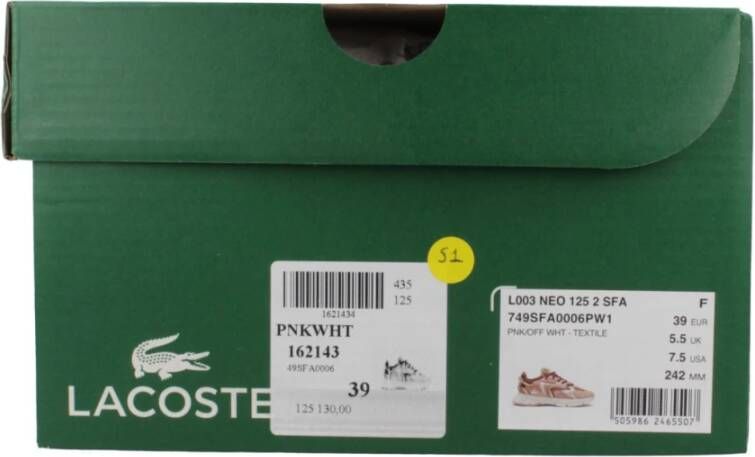 S1
435
125
1621434
PNKWHT
162143
49SFA0006
39
125 130,00
LACOSTE
L003 NEO 125 2 SFA F
749SFA0006PW1
PNK/OFF WHT - TEXTILE
39 EUR
5.5 UK
7.5 USA
242 MM
505986 2465507